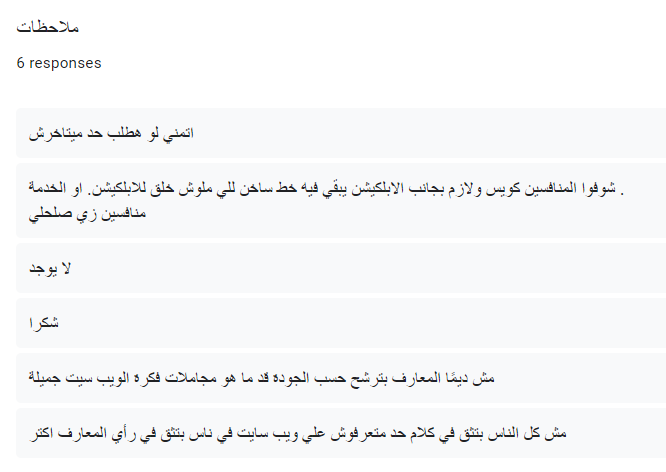 ملاحظات
6 responses
اتمني لو هطلب حد ميتاخرش
. شوفوا المنافسين كويس ولازم بجانب الابلكيشن يبقي فيه خط ساخن للي ملوش خلق للابلكيشن. او الخدمة
منافسين زي صلحلي
لا يوجد
شكرا
مش ديمًا المعارف بترشح حسب الجودة قد ما هو مجاملات فكرة الويب سيت جميلة
مش كل الناس بتثق في كلام حد متعرفوش علي ويب سايت في ناس بتثق في رأي المعارف اكتر